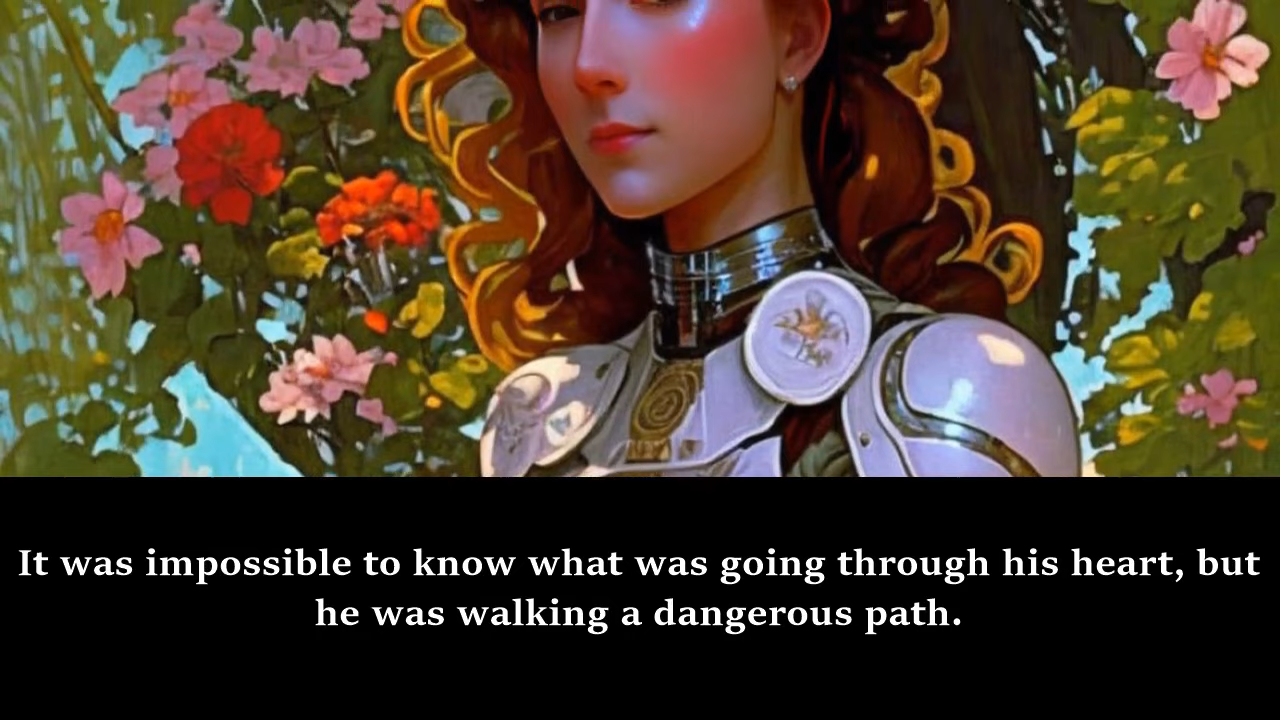 It was impossible to know what was going through his heart, but
he was walking a dangerous path.